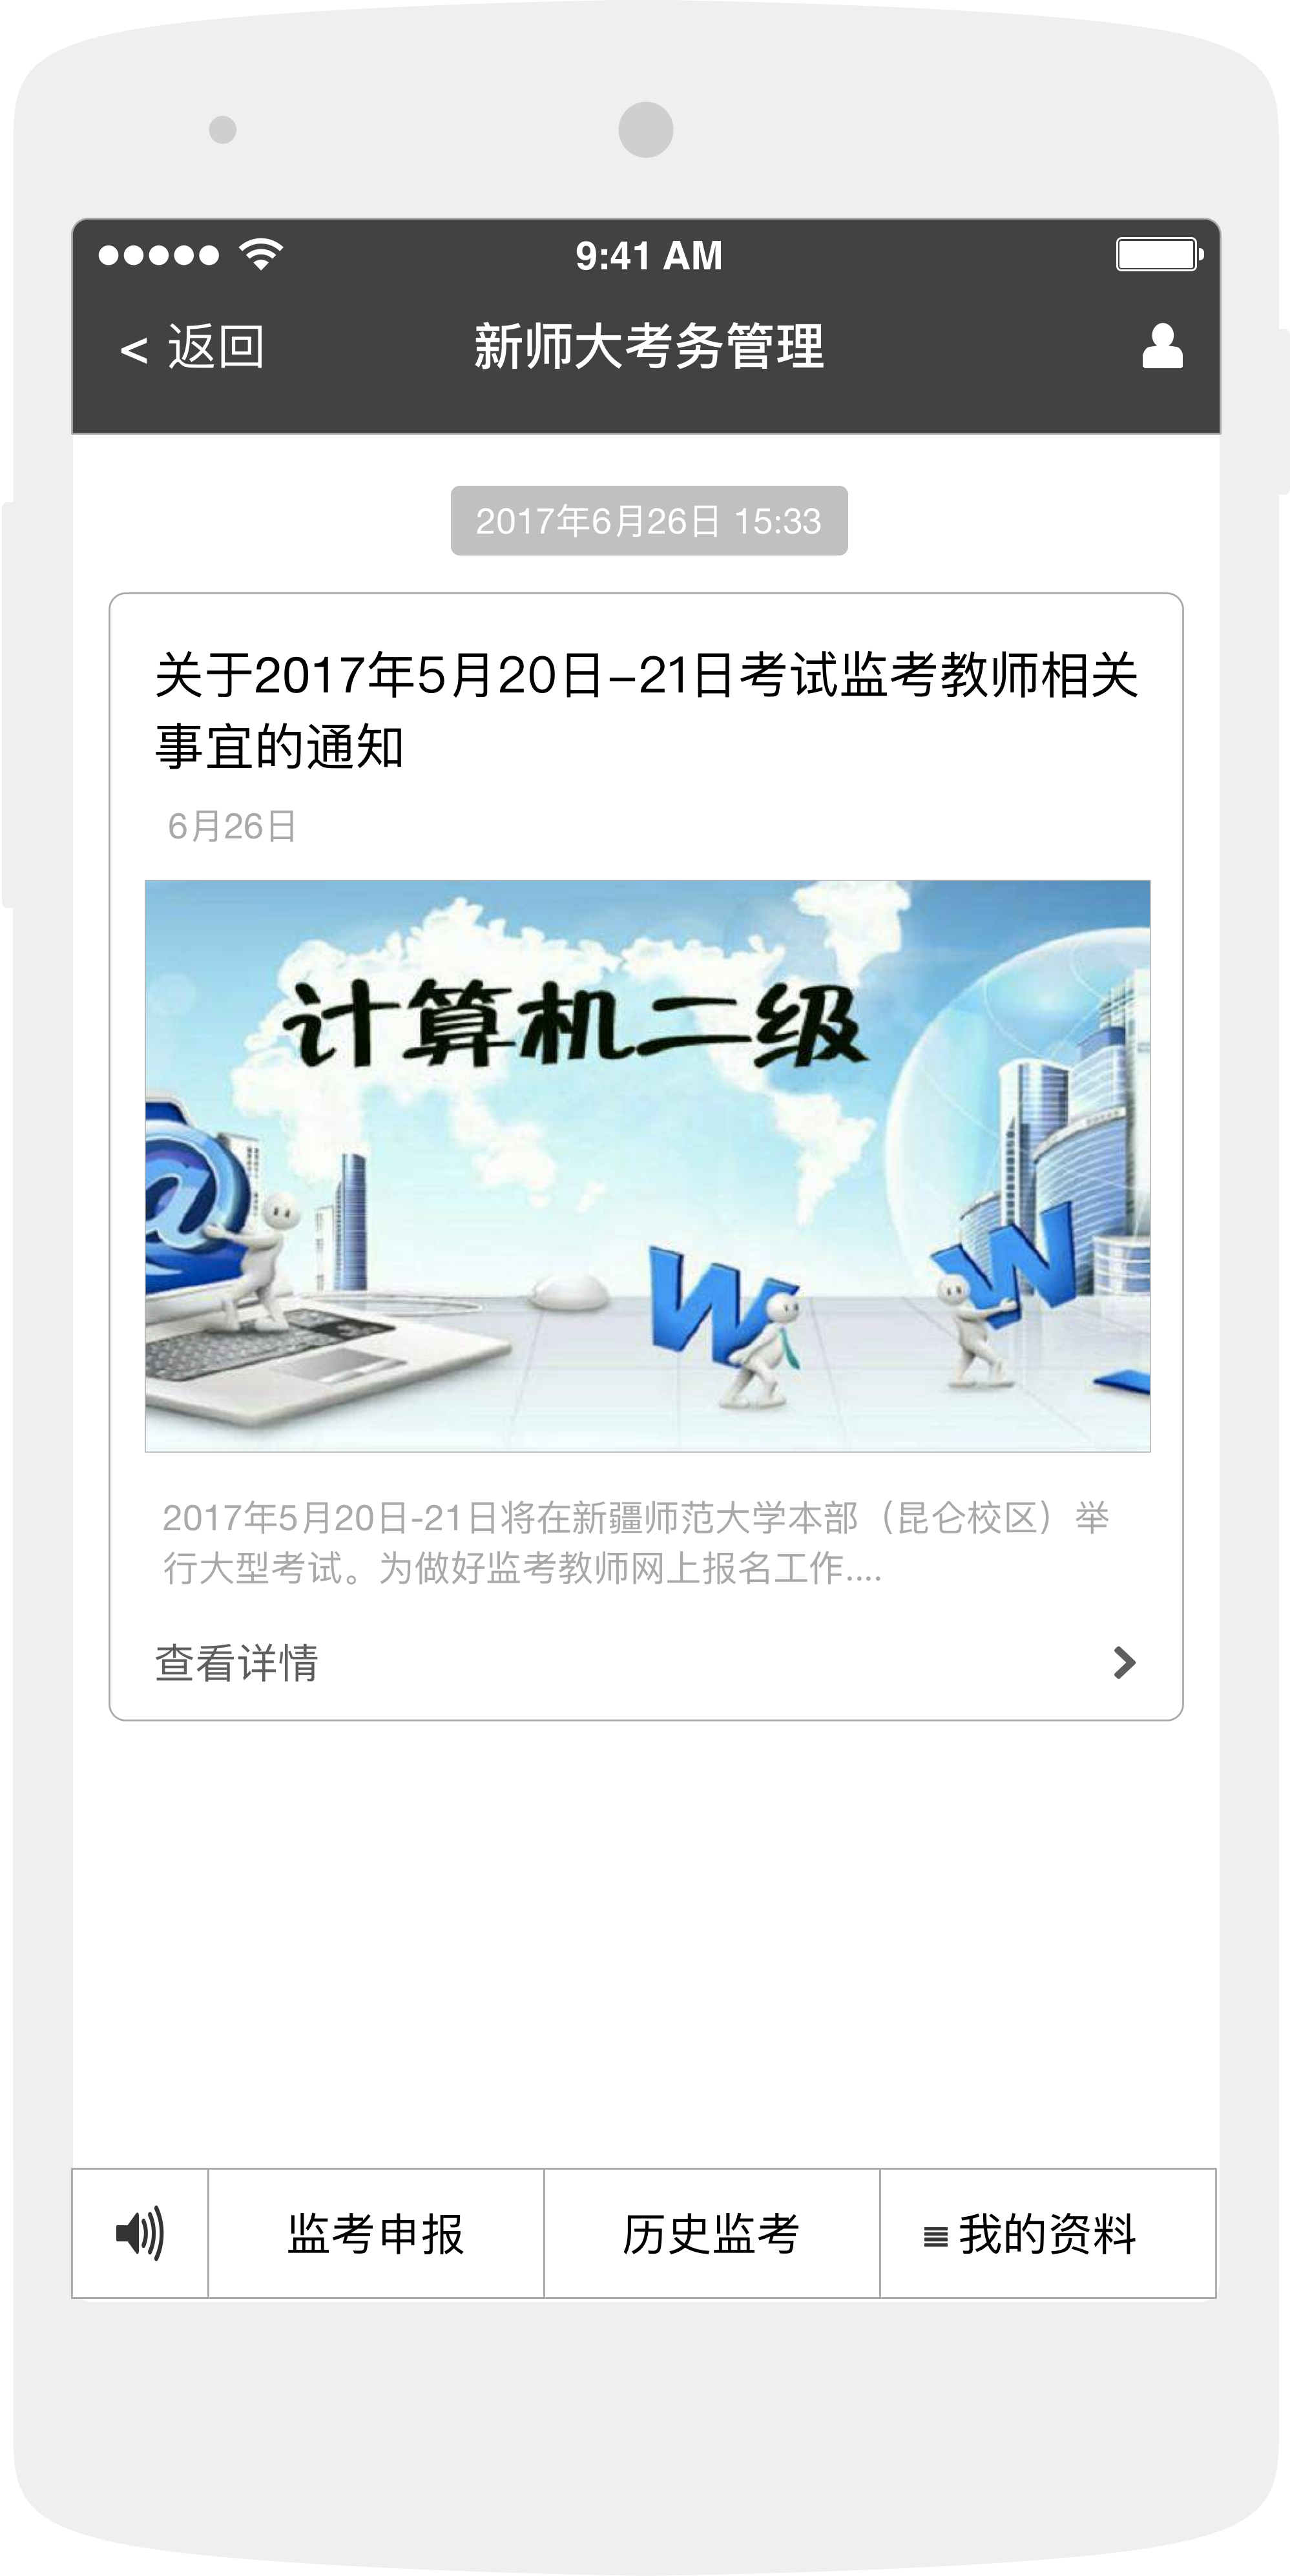 9:41 AM
< 返回
新师大考务管理
2017年6月26日 15:33
关于2017年5月20日–21日考试监考教师相关
事宜的通知
6月26日
计算机二级
@
W
W
2017年5月20日-21日将在新疆师范大学本部（昆仑校区）举
行大型考试。为做好监考教师网上报名工作....
查看详情
监考申报
历史监考
我的资料